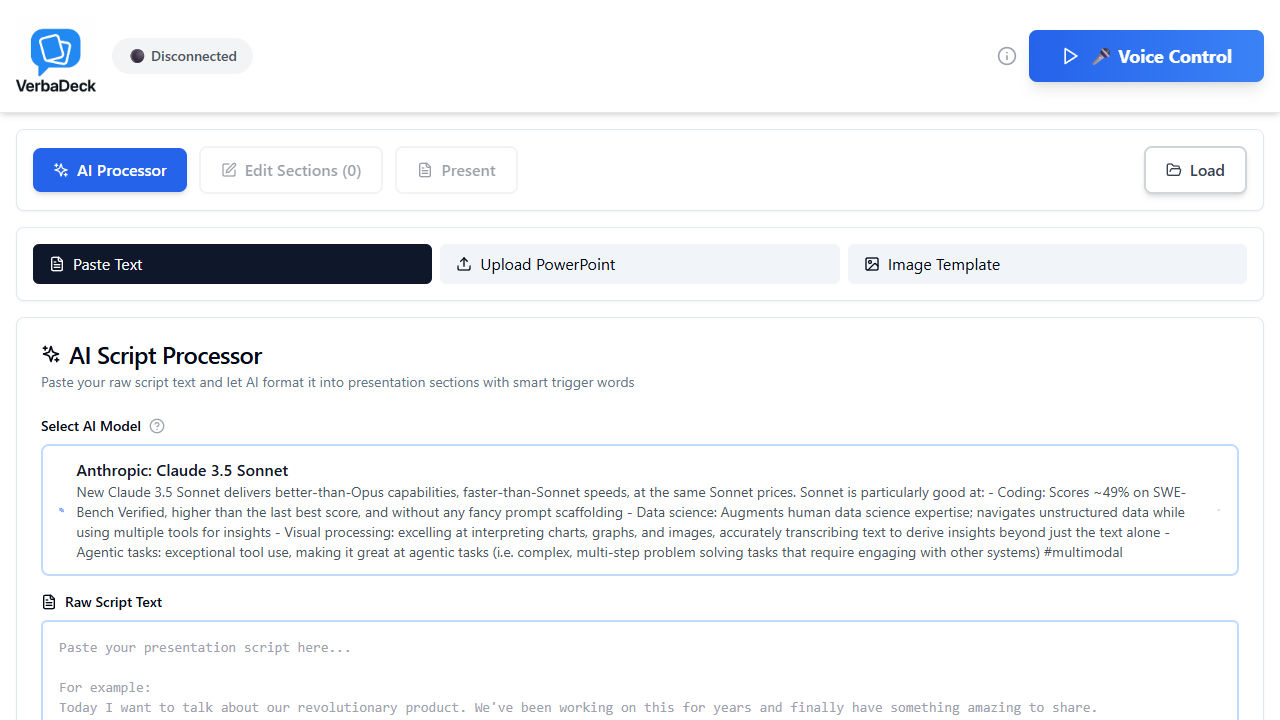 VerbaDeck
Disconnected
Voice Control
AI Processor
Edit Sections (0)
Present
Load
Paste Text
Upload PowerPoint
Image Template
AI Script Processor
Paste your raw script text and let AI format it into presentation sections with smart trigger words
Select AI Model
Anthropic: Claude 3.5 Sonnet
New Claude 3.5 Sonnet delivers better-than-Opus capabilities, faster-than-Sonnet speeds, at the same Sonnet prices. Sonnet is particularly good at: - Coding: Scores ~49% on SWE-
Bench Verified, higher than the last best score, and without any fancy prompt scaffolding - Data science: Augments human data science expertise; navigates unstructured data while
using multiple tools for insights - Visual processing: excelling at interpreting charts, graphs, and images, accurately transcribing text to derive insights beyond just the text alone -
Agentic tasks: exceptional tool use, making it great at agentic tasks (i.e. complex, multi-step problem solving tasks that require engaging with other systems) #multimodal
Raw Script Text
Paste your presentation script here...
For example:
Today I want to talk about our revolutionary product. We've been working on this for years and finally have something amazing to share.